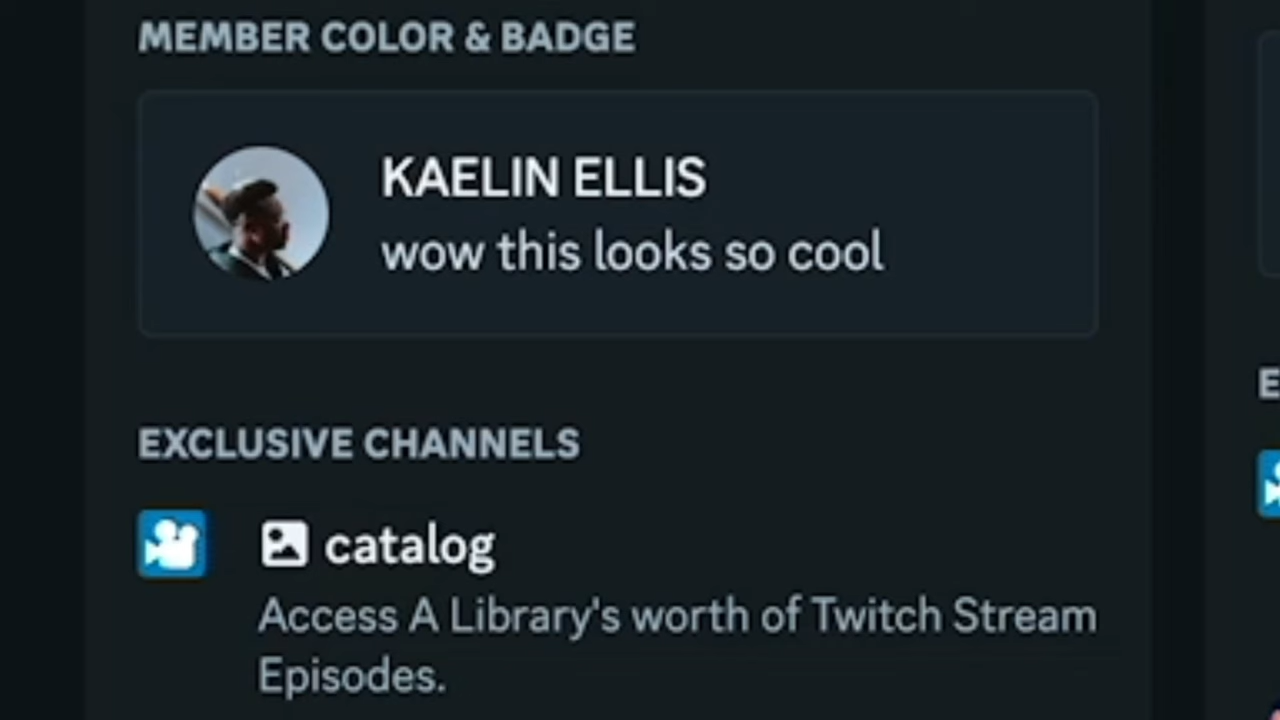 MEMBER COLOR & BADGE
KAELIN ELLIS
wow this looks so cool
EXCLUSIVE CHANNELS
catalog
Access A Library's worth of Twitch Stream
Episodes.